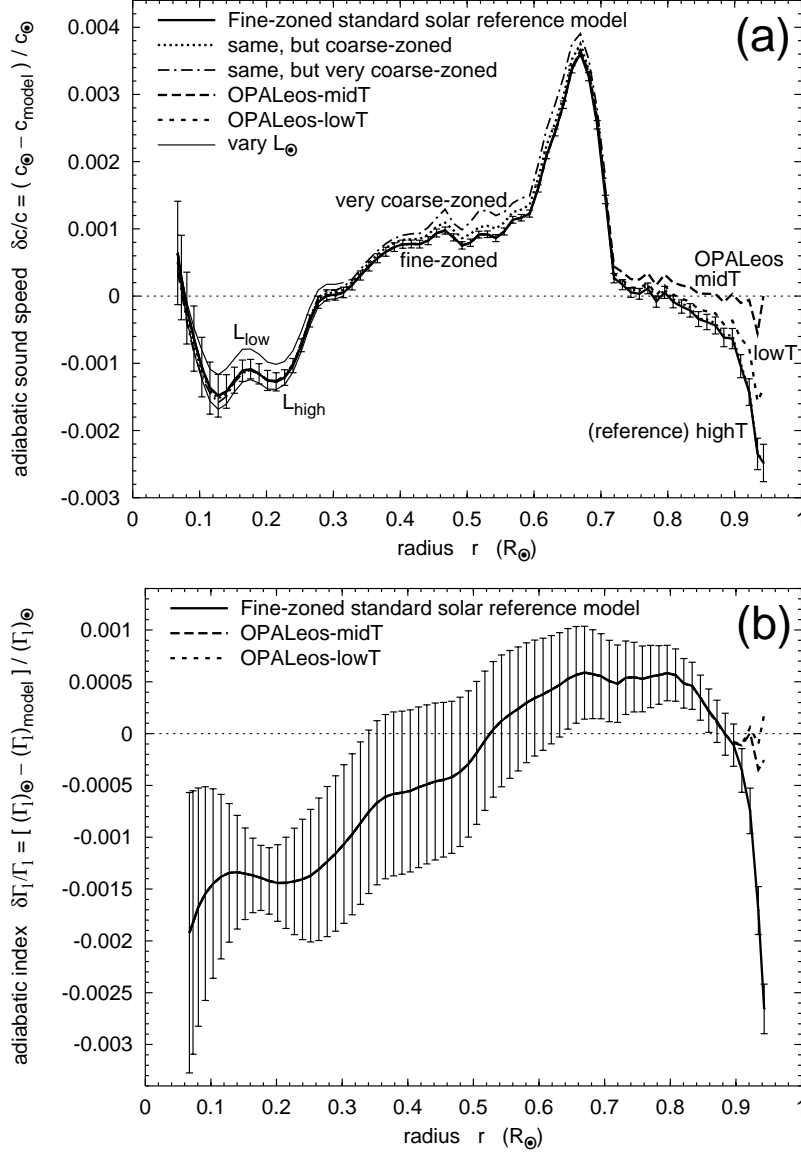 (a)
Fine-zoned standard solar reference model
same, but coarse-zoned
same, but very coarse-zoned
OPALeos-midT
OPALeos-lowT
vary L☉
0.004
0.003
0.002
0.001
0
-0.001
-0.002
-0.003
adiabatic sound speed δc/c = ( c☉ − c_model ) / c☉
very coarse-zoned
fine-zoned
OPALeos
midT
L_low
lowT
L_high
(reference) highT
0 0.1 0.2 0.3 0.4 0.5 0.6 0.7 0.8 0.9 1
radius r (R☉)
(b)
Fine-zoned standard solar reference model
OPALeos-midT
OPALeos-lowT
0.001
0.0005
0
-0.0005
-0.001
-0.0015
-0.002
-0.0025
-0.003
adiabatic index δΓ₁/Γ₁ = [ (Γ₁)☉ − (Γ₁)_model ] / (Γ₁)☉
0 0.1 0.2 0.3 0.4 0.5 0.6 0.7 0.8 0.9 1
radius r (R☉)